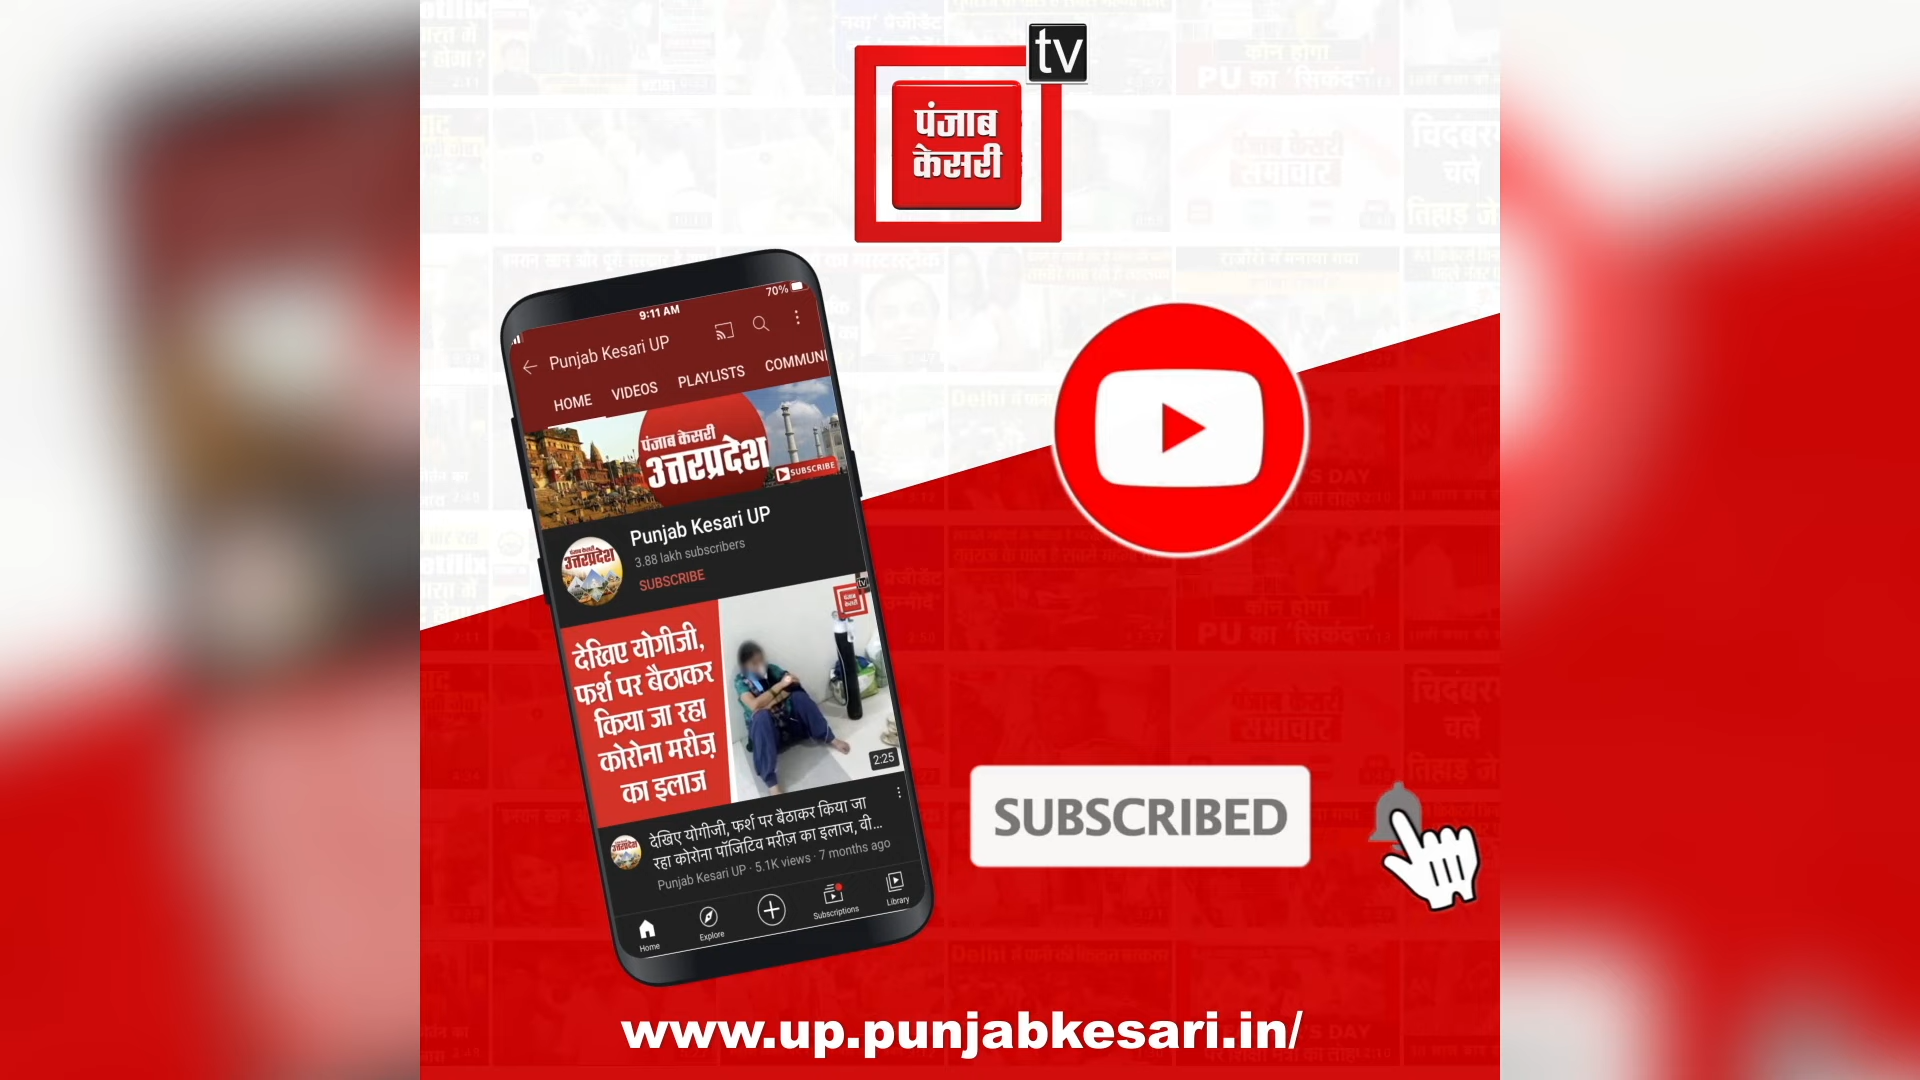 tv
पंजाब
केसरी
9:11 AM
70%
Punjab Kesari UP
HOME VIDEOS PLAYLISTS COMMUNI
पंजाब केसरी
उत्तरप्रदेश
SUBSCRIBE
Punjab Kesari UP
3.88 lakh subscribers
SUBSCRIBE
देखिए योगीजी,
फर्श पर बैठाकर
किया जा रहा
कोरोना मरीज़
का इलाज
2:25
देखिए योगीजी, फर्श पर बैठाकर किया जा
रहा कोरोना पॉजिटिव मरीज़ का इलाज, वी...
Punjab Kesari UP · 5.1K views · 7 months ago
Home Explore Subscriptions Library
SUBSCRIBED
www.up.punjabkesari.in/